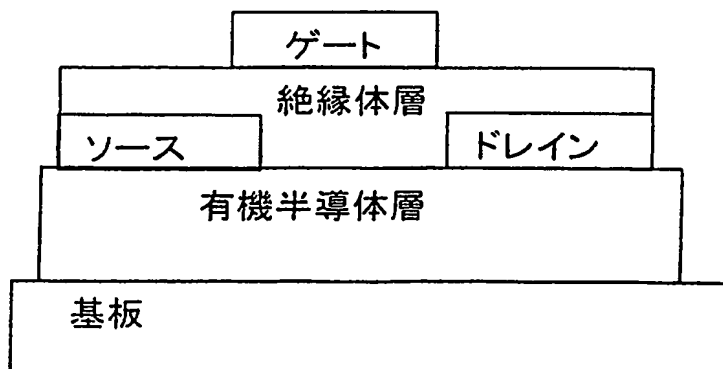 ゲート
絶縁体層
ソース
ドレイン
有機半導体層
基板